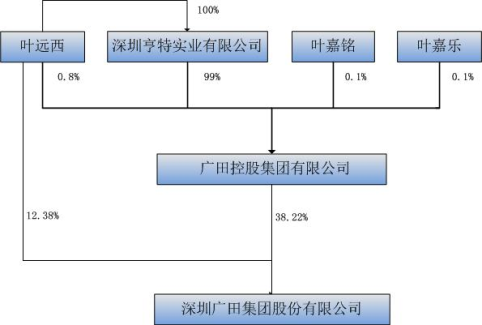 100%
叶远西
深圳亨特实业有限公司
叶嘉铭
叶嘉乐
0.8%
99%
0.1%
0.1%
广田控股集团有限公司
12.38%
38.22%
深圳广田集团股份有限公司